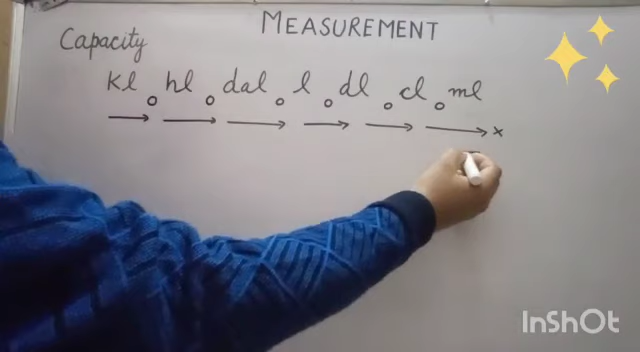 MEASUREMENT
Capacity
kl o hl o dal o l o dl o cl o ml
→ → → → → → x
InShOt